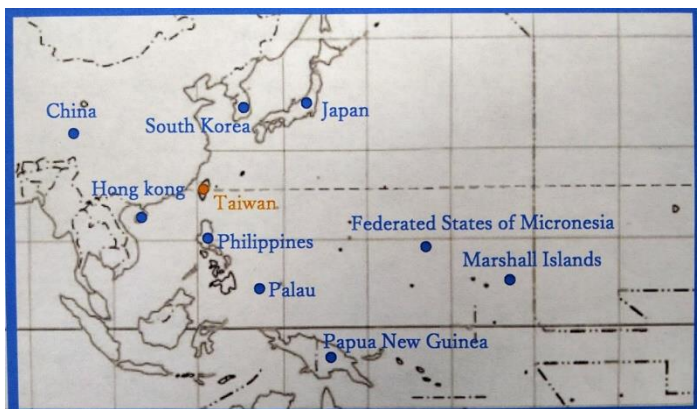 China
South Korea
Japan
Hong kong
Taiwan
Philippines
Federated States of Micronesia
Marshall Islands
Palau
Papua New Guinea